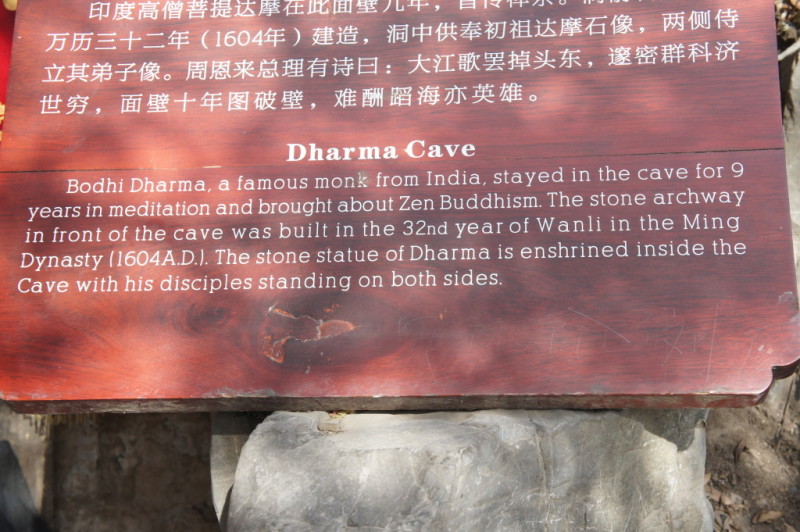 印度高僧菩提达摩在此面壁九年，首传禅宗。
万历三十二年（1604年）建造，洞中供奉初祖达摩石像，两侧侍
立其弟子像。周恩来总理有诗曰：大江歌罢掉头东，邃密群科济
世穷，面壁十年图破壁，难酬蹈海亦英雄。
Dharma Cave
Bodhi Dharma, a famous monk from India, stayed in the cave for 9
years in meditation and brought about Zen Buddhism. The stone archway
in front of the cave was built in the 32nd year of Wanli in the Ming
Dynasty (1604A.D.). The stone statue of Dharma is enshrined inside the
Cave with his disciples standing on both sides.